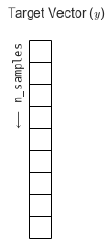 Target Vector (y)
← n_samples